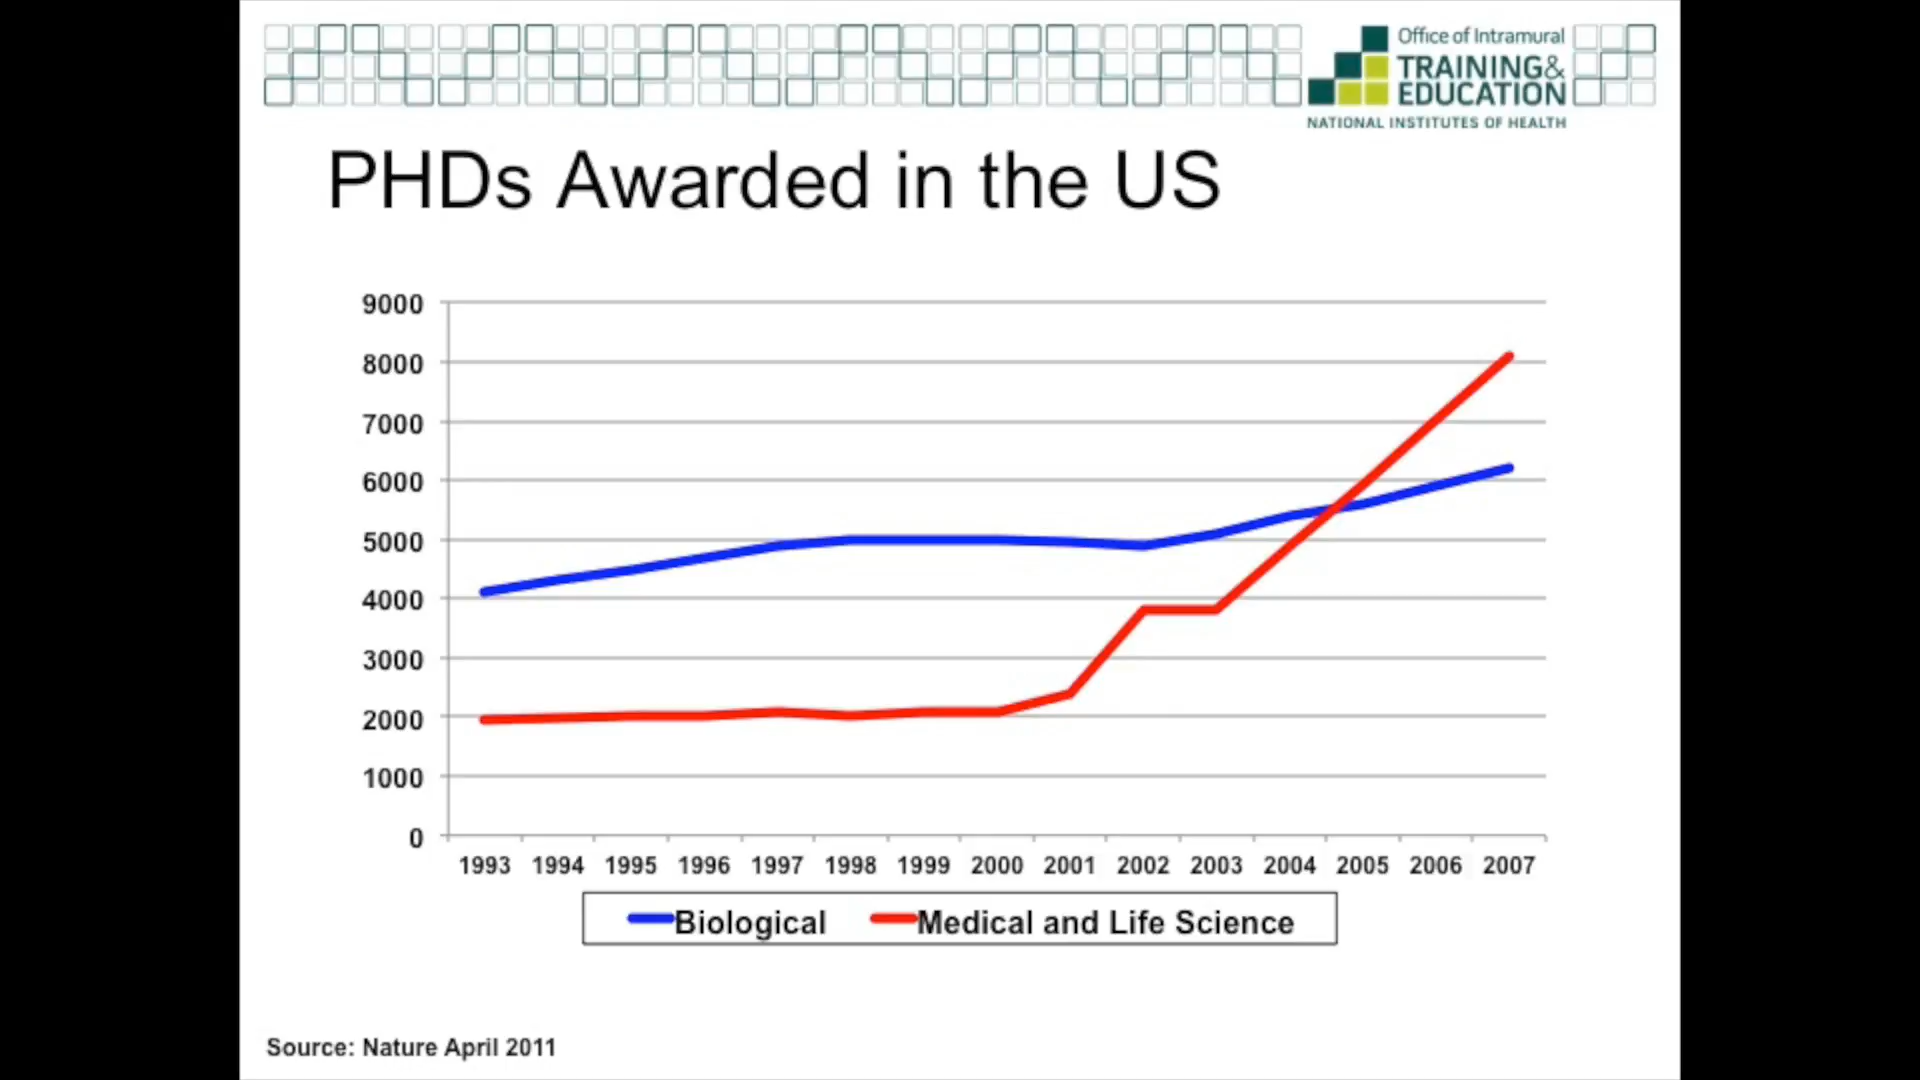 Office of Intramural
TRAINING&
EDUCATION
NATIONAL INSTITUTES OF HEALTH
PHDs Awarded in the US
9000
8000
7000
6000
5000
4000
3000
2000
1000
0
1993 1994 1995 1996 1997 1998 1999 2000 2001 2002 2003 2004 2005 2006 2007
Biological Medical and Life Science
Source: Nature April 2011